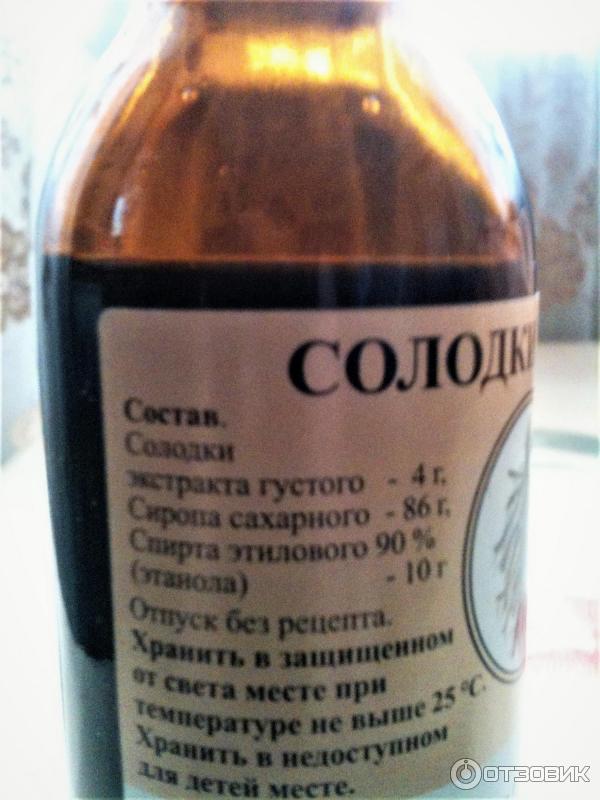 СОЛОДКИ
Состав.
Солодки
экстракта густого - 4 г,
Сиропа сахарного - 86 г,
Спирта этилового 90 %
(этанола) - 10 г
Отпуск без рецепта.
Хранить в защищенном
от света месте при
температуре не выше 25 °С.
Хранить в недоступном
для детей месте.
ОТЗОВИК